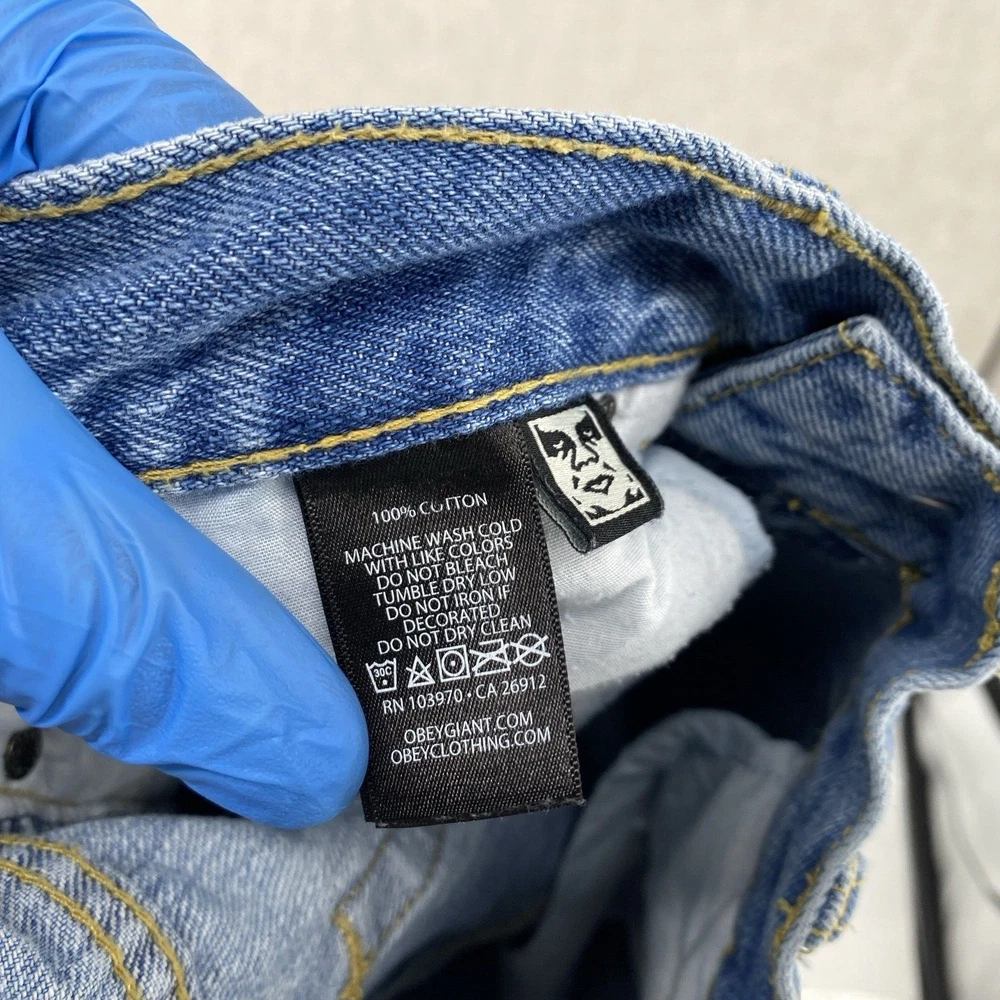 100% COTTON
MACHINE WASH COLD
WITH LIKE COLORS
DO NOT BLEACH
TUMBLE DRY LOW
DO NOT IRON IF
DECORATED
DO NOT DRY CLEAN
30C
RN 103970 • CA 26912
OBEYGIANT.COM
OBEYCLOTHING.COM